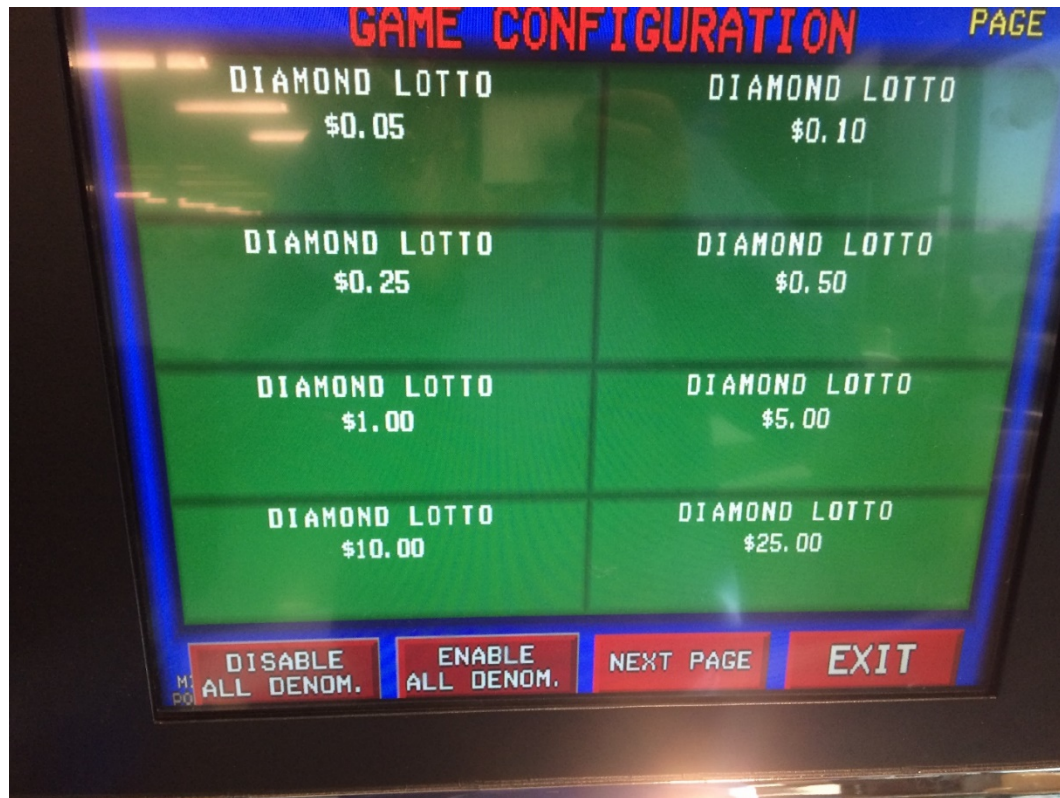 GAME CONFIGURATION
PAGE
DIAMOND LOTTO
$0.05
DIAMOND LOTTO
$0.10
DIAMOND LOTTO
$0.25
DIAMOND LOTTO
$0.50
DIAMOND LOTTO
$1.00
DIAMOND LOTTO
$5.00
DIAMOND LOTTO
$10.00
DIAMOND LOTTO
$25.00
DISABLE
ALL DENOM.
ENABLE
ALL DENOM.
NEXT PAGE
EXIT